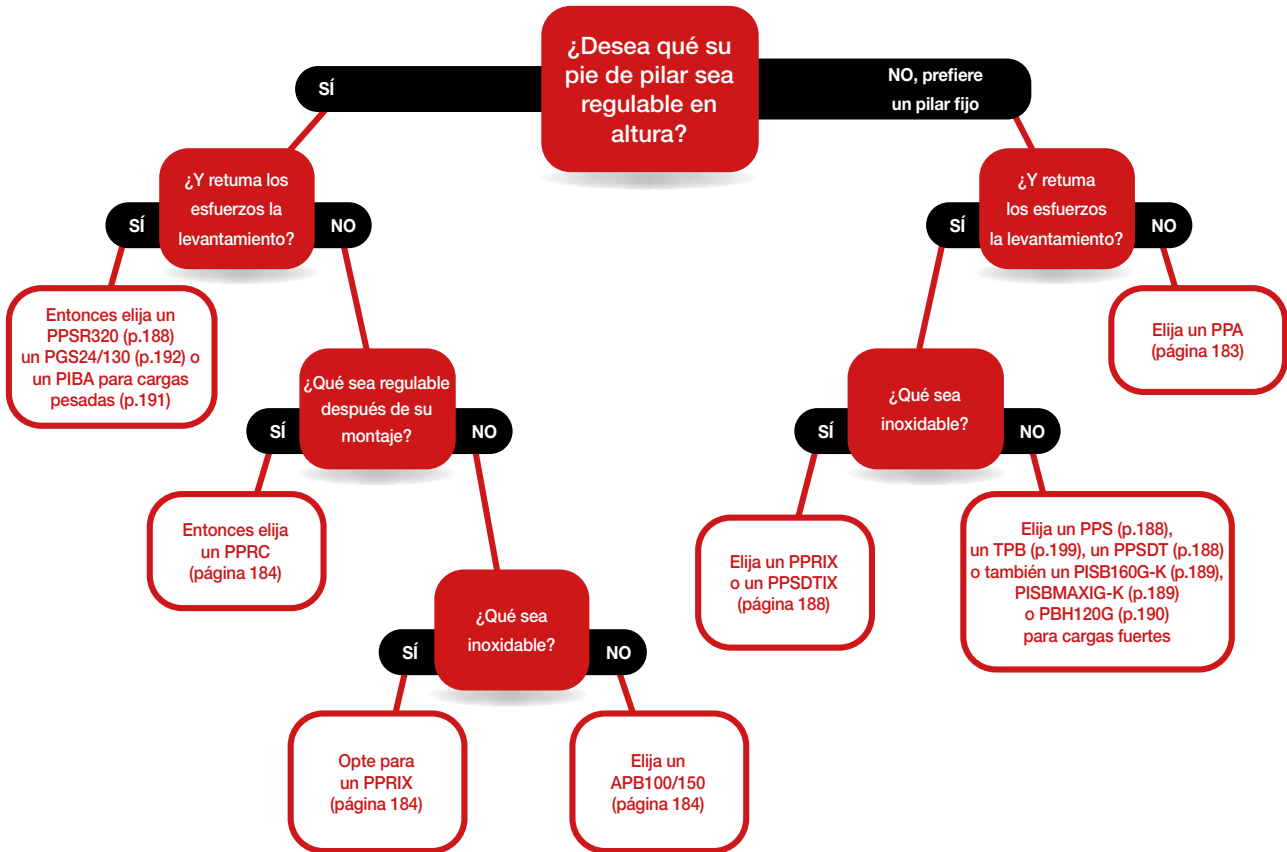 ¿Desea qué su
pie de pilar sea
regulable en
altura?
SÍ
NO, prefiere
un pilar fijo
¿Y retuma los
esfuerzos la
levantamiento?
SÍ
NO
¿Y retuma
los esfuerzos
la levantamiento?
SÍ
NO
Entonces elija un
PPSR320 (p.188)
un PGS24/130 (p.192) o
un PIBA para cargas
pesadas (p.191)
¿Qué sea regulable
después de su
montaje?
SÍ
NO
Elija un PPA
(página 183)
¿Qué sea
inoxidable?
SÍ
NO
Entonces elija
un PPRC
(página 184)
¿Qué sea
inoxidable?
SÍ
NO
Elija un PPRIX
o un PPSDTIX
(página 188)
Elija un PPS (p.188),
un TPB (p.199), un PPSDT (p.188)
o también un PISB160G-K (p.189),
PISBMAXIG-K (p.189)
o PBH120G (p.190)
para cargas fuertes
Opte para
un PPRIX
(página 184)
Elija un
APB100/150
(página 184)